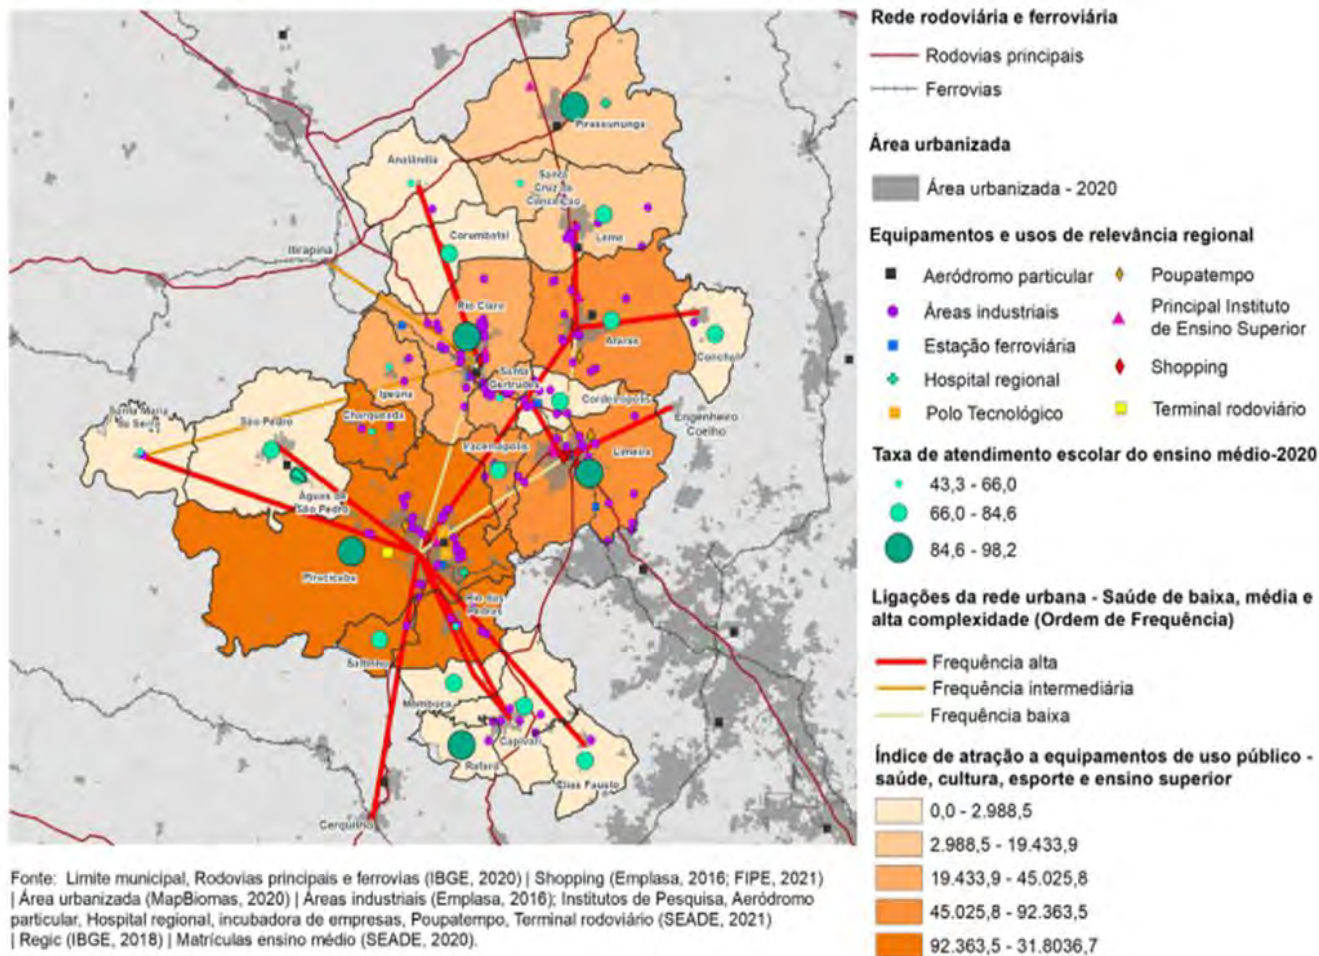 Rede rodoviária e ferroviária
Rodovias principais
Ferrovias
Área urbanizada
Área urbanizada - 2020
Equipamentos e usos de relevância regional
Aeródromo particular
Áreas industriais
Estação ferroviária
Hospital regional
Polo Tecnológico
Poupatempo
Principal Instituto
de Ensino Superior
Shopping
Terminal rodoviário
Taxa de atendimento escolar do ensino médio-2020
43,3 - 66,0
66,0 - 84,6
84,6 - 98,2
Ligações da rede urbana - Saúde de baixa, média e
alta complexidade (Ordem de Frequência)
Frequência alta
Frequência intermediária
Frequência baixa
Índice de atração a equipamentos de uso público -
saúde, cultura, esporte e ensino superior
0,0 - 2.988,5
2.988,5 - 19.433,9
19.433,9 - 45.025,8
45.025,8 - 92.363,5
92.363,5 - 31.8036,7
Pirassununga
Analândia
Santa
Cruz da
Conceição
Leme
Corumbataí
Itirapina
Rio Claro
Araras
Conchal
Santa
Gertrudes
Ipeúna
Cordeirópolis
Charqueada
Engenheiro
Coelho
Santa Maria
da Serra
São Pedro
Iracemápolis
Limeira
Águas de
São Pedro
Piracicaba
Rio das
Pedras
Saltinho
Mombuca
Capivari
Rafard
Elias Fausto
Cerquilho
Fonte: Limite municipal, Rodovias principais e ferrovias (IBGE, 2020) | Shopping (Emplasa, 2016; FIPE, 2021)
| Área urbanizada (MapBiomas, 2020) | Áreas industriais (Emplasa, 2016); Institutos de Pesquisa, Aeródromo
particular, Hospital regional, incubadora de empresas, Poupatempo, Terminal rodoviário (SEADE, 2021)
| Regic (IBGE, 2018) | Matrículas ensino médio (SEADE, 2020).